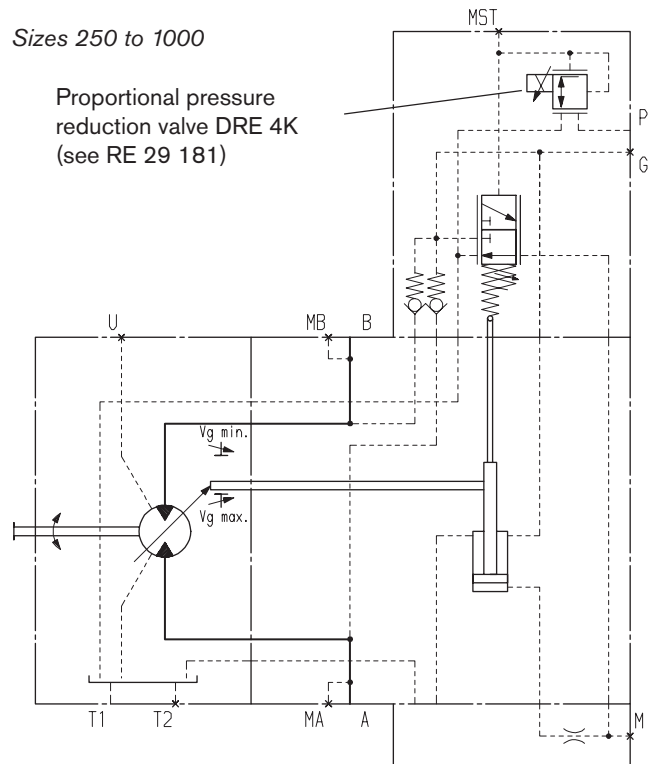 Sizes 250 to 1000
MST
Proportional pressure
reduction valve DRE 4K
(see RE 29 181)
P
G
U
MB
B
Vg min.
Vg max.
T1
T2
MA
A
M